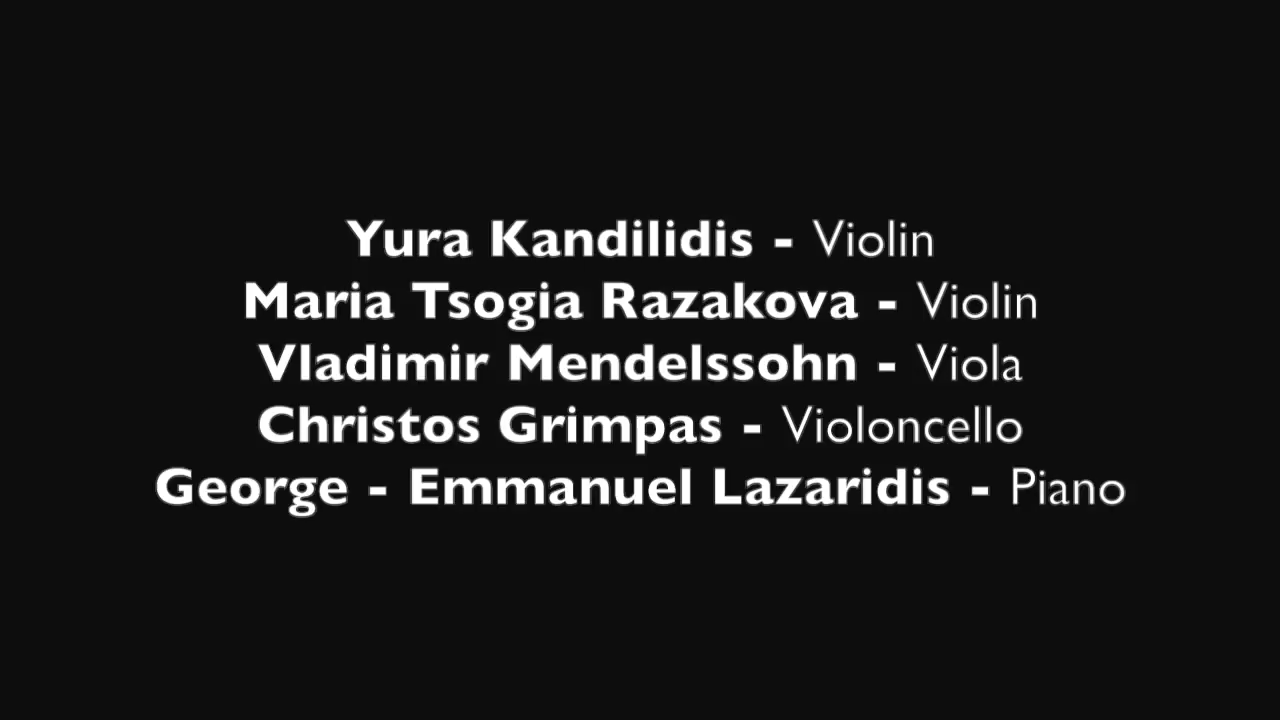 Yura Kandilidis - Violin
Maria Tsogia Razakova - Violin
Vladimir Mendelssohn - Viola
Christos Grimpas - Violoncello
George - Emmanuel Lazaridis - Piano